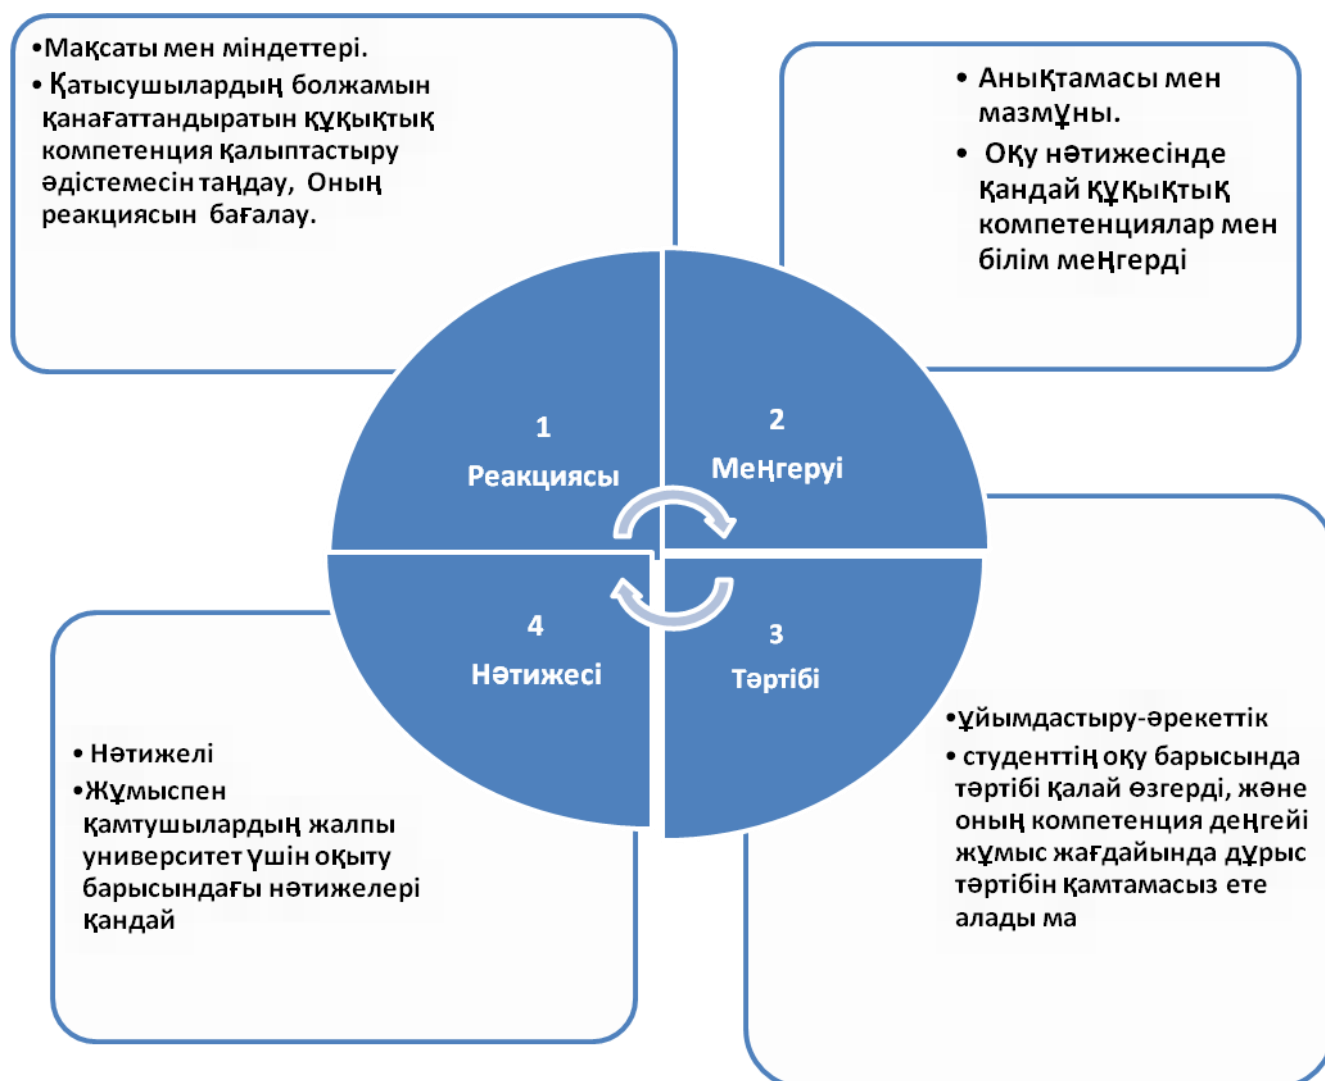 •Мақсаты мен міндеттері.
• Қатысушылардың болжамын
қанағаттандыратын құқықтық
компетенция қалыптастыру
әдістемесін таңдау, Оның
реакциясын бағалау.
• Анықтамасы мен
мазмұны.
• Оқу нәтижесінде
қандай құқықтық
компетенциялар мен
білім меңгерді
1
Реакциясы
2
Меңгеруі
4
Нәтижесі
3
Тәртібі
• Нәтижелі
•Жұмыспен
қамтушылардың жалпы
университет үшін оқыту
барысындағы нәтижелері
қандай
•ұйымдастыру-әрекеттік
• студенттің оқу барысында
тәртібі қалай өзгерді, және
оның компетенция деңгейі
жұмыс жағдайында дұрыс
тәртібін қамтамасыз ете
алады ма